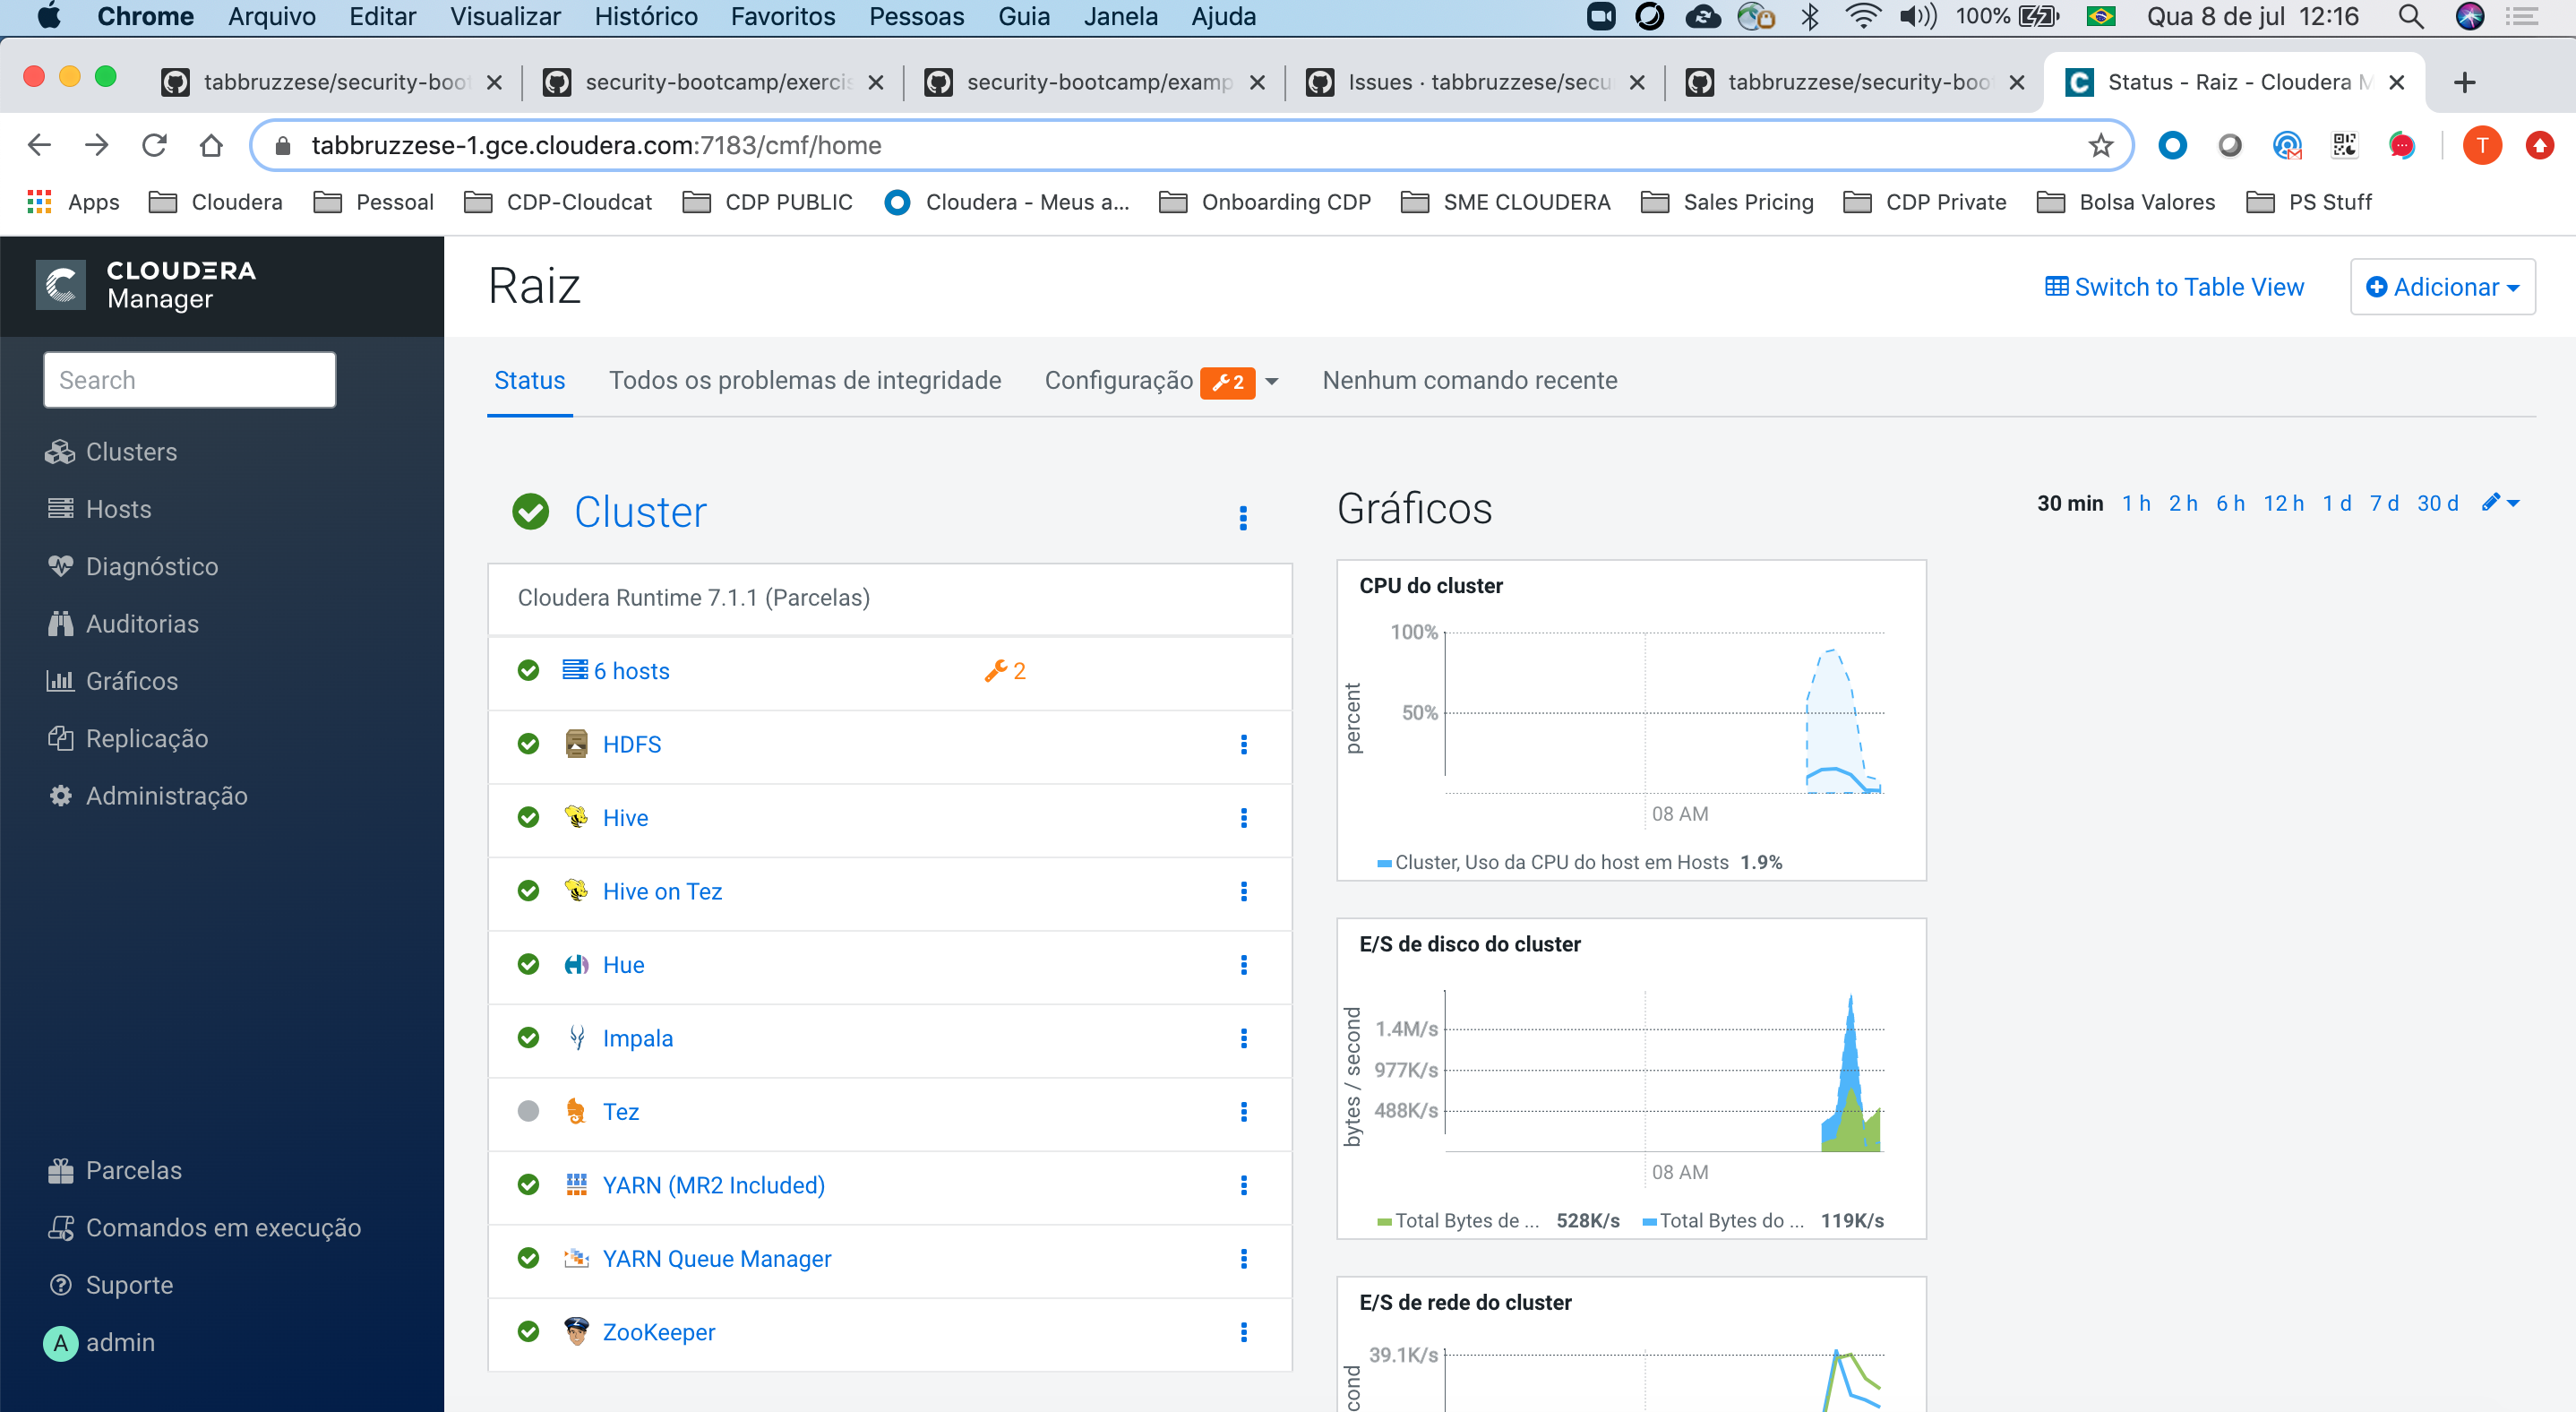 Chrome Arquivo Editar Visualizar Histórico Favoritos Pessoas Guia Janela Ajuda 100% Qua 8 de jul 12:16
tabbruzzese/security-boot security-bootcamp/exercis security-bootcamp/examp Issues · tabbruzzese/secu tabbruzzese/security-boot Status - Raiz - Cloudera M
tabbruzzese-1.gce.cloudera.com:7183/cmf/home T
Apps Cloudera Pessoal CDP-Cloudcat CDP PUBLIC Cloudera - Meus a... Onboarding CDP SME CLOUDERA Sales Pricing CDP Private Bolsa Valores PS Stuff
CLOUDERA
Manager
Search
Clusters
Hosts
Diagnóstico
Auditorias
Gráficos
Replicação
Administração
Parcelas
Comandos em execução
Suporte
A admin
Raiz
Switch to Table View Adicionar
Status Todos os problemas de integridade Configuração 2 Nenhum comando recente
Cluster
Cloudera Runtime 7.1.1 (Parcelas)
6 hosts 2
HDFS
Hive
Hive on Tez
Hue
Impala
Tez
YARN (MR2 Included)
YARN Queue Manager
ZooKeeper
Gráficos
30 min 1 h 2 h 6 h 12 h 1 d 7 d 30 d
CPU do cluster
percent
100%
50%
08 AM
Cluster, Uso da CPU do host em Hosts 1.9%
E/S de disco do cluster
bytes / second
1.4M/s
977K/s
488K/s
08 AM
Total Bytes de ... 528K/s Total Bytes do ... 119K/s
E/S de rede do cluster
39.1K/s
cond